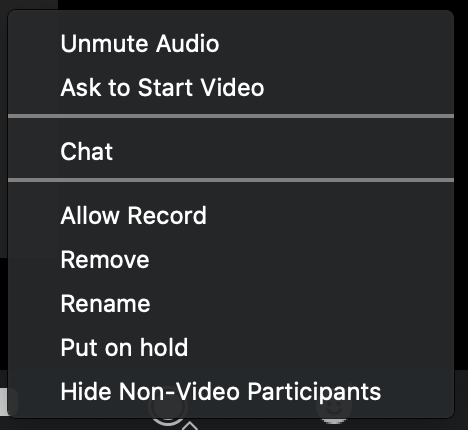 Unmute Audio
Ask to Start Video
Chat
Allow Record
Remove
Rename
Put on hold
Hide Non-Video Participants